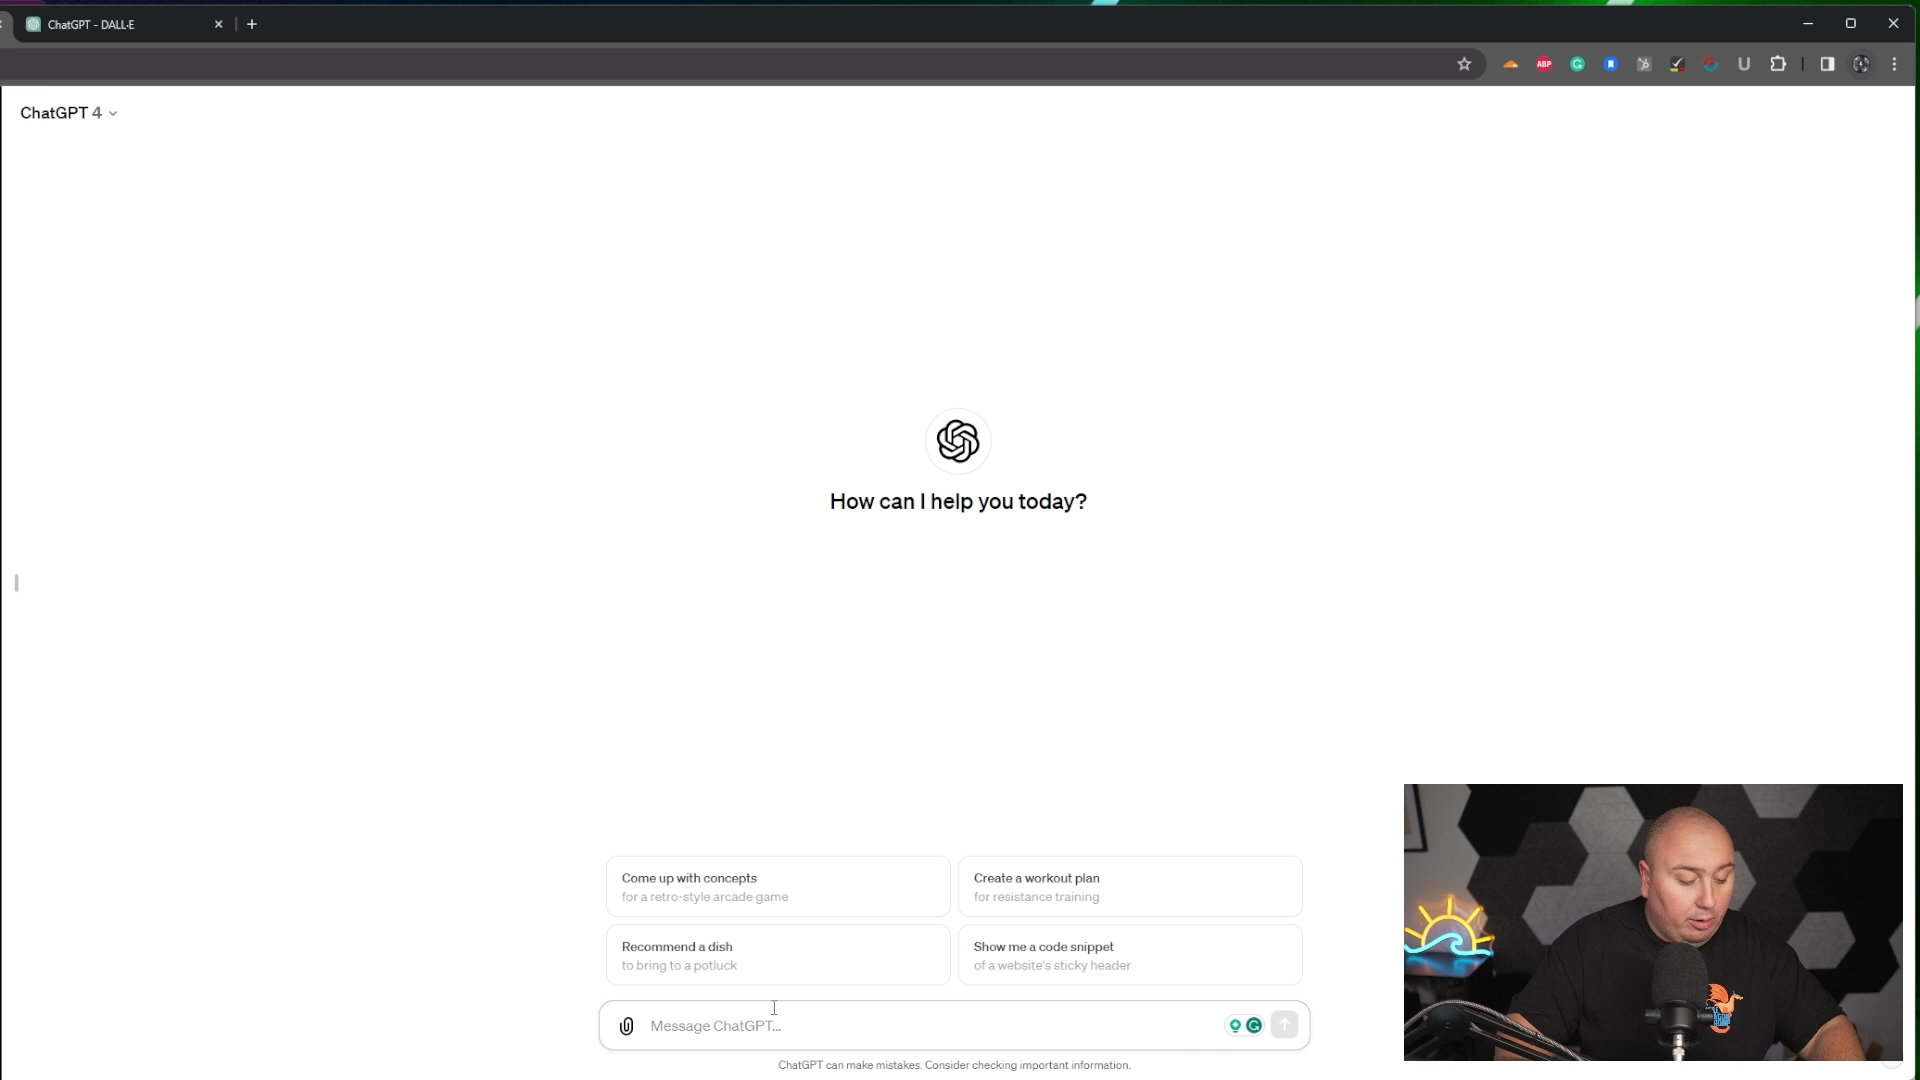 ChatGPT - DALL·E
ABP
ChatGPT 4
How can I help you today?
Come up with concepts
for a retro-style arcade game
Create a workout plan
for resistance training
Recommend a dish
to bring to a potluck
Show me a code snippet
of a website's sticky header
Message ChatGPT...
ChatGPT can make mistakes. Consider checking important information.